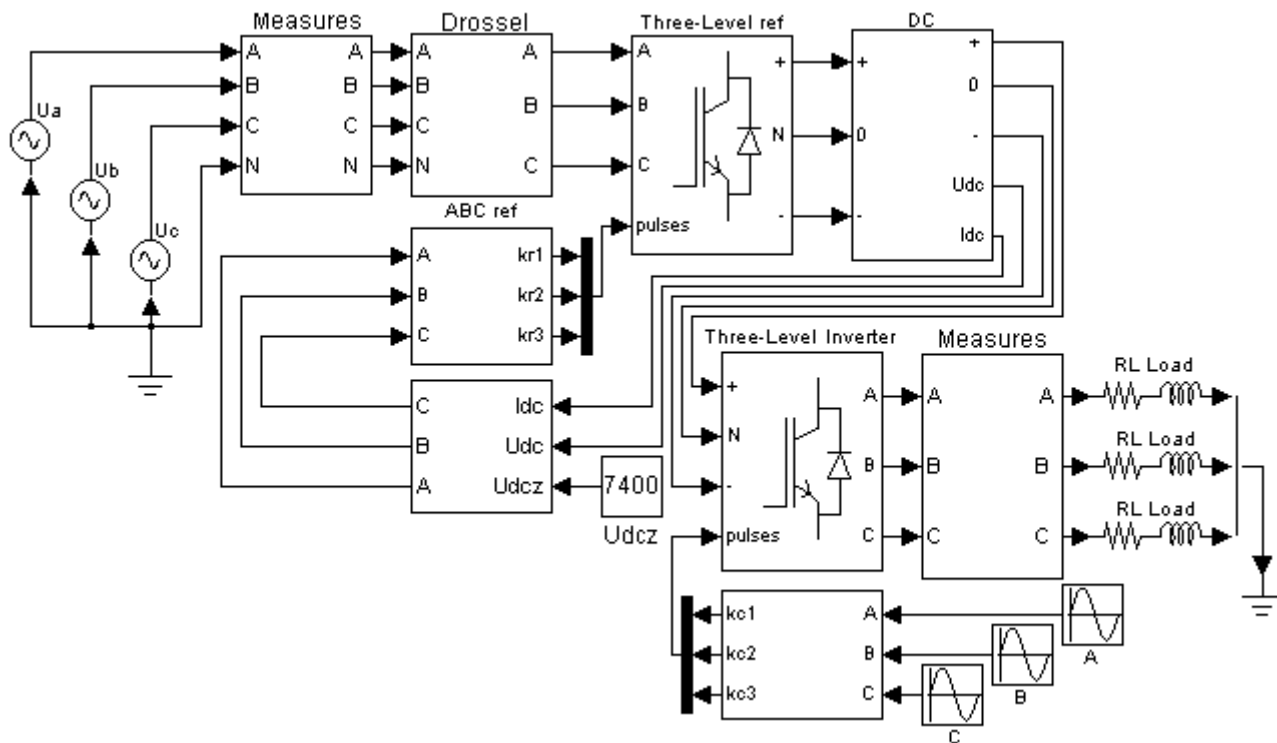 Measures
Drossel
Three-Level ref
DC
A A
B B
C C
N N
A A
B B
C C
N
A +
B N
C -
pulses
+ +
0 0
- -
Udc
Idc
Ua
Ub
Uc
ABC ref
A kr1
B kr2
C kr3
C Idc
B Udc
A Udcz
7400
Udcz
Three-Level Inverter
Measures
+ A
N B
- C
pulses
A A
B B
C C
RL Load
RL Load
RL Load
kc1 A
kc2 B
kc3 C
A
B
C